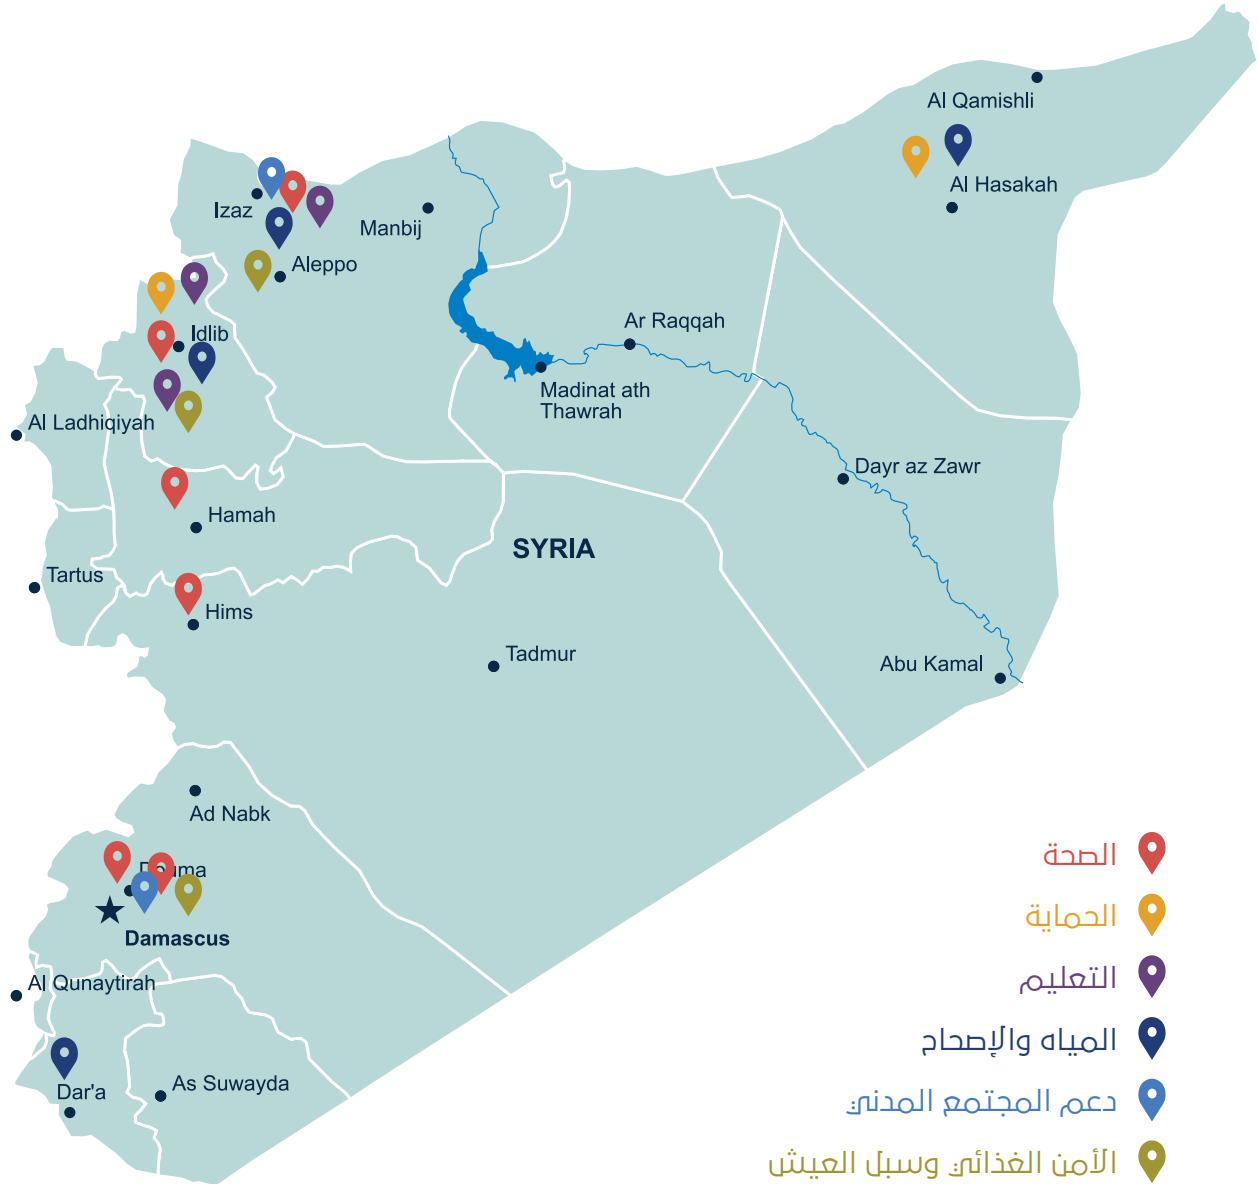 Al Qamishli
Al Hasakah
Izaz
Manbij
Aleppo
Idlib
Ar Raqqah
Madinat ath
Thawrah
Al Ladhiqiyah
Dayr az Zawr
Hamah
SYRIA
Tartus
Hims
Tadmur
Abu Kamal
Ad Nabk
Douma
Damascus
Al Qunaytirah
Dar'a
As Suwayda
الصحة
الحماية
التعليم
المياه والإصحاح
دعم المجتمع المدني
الأمن الغذائي وسبل العيش